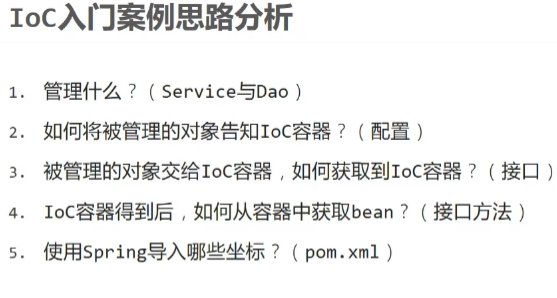 IoC入门案例思路分析
1. 管理什么？（Service与Dao）
2. 如何将被管理的对象告知IoC容器？（配置）
3. 被管理的对象交给IoC容器，如何获取到IoC容器？（接口）
4. IoC容器得到后，如何从容器中获取bean？（接口方法）
5. 使用Spring导入哪些坐标？（pom.xml）